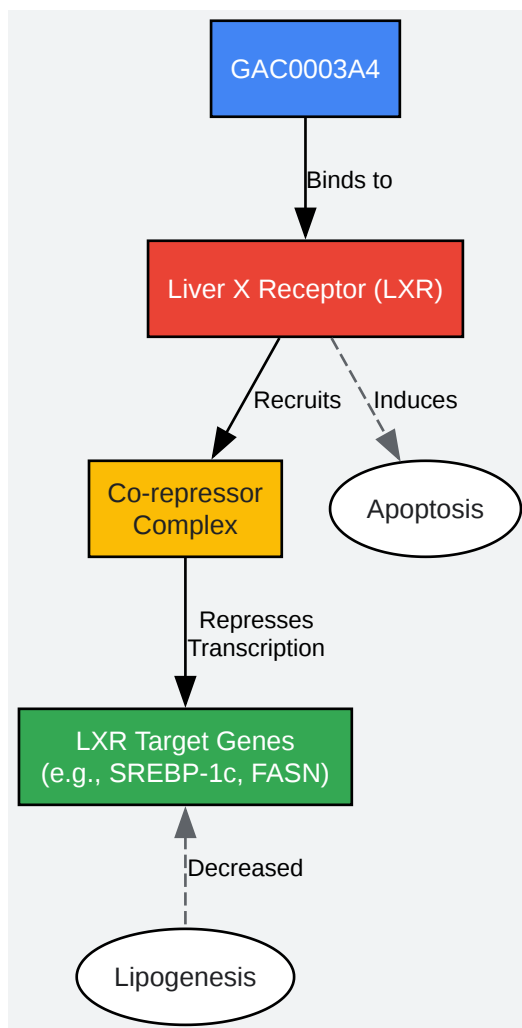 GAC0003A4
Binds to
Liver X Receptor (LXR)
Recruits
Induces
Co-repressor
Complex
Apoptosis
Represses
Transcription
LXR Target Genes
(e.g., SREBP-1c, FASN)
Decreased
Lipogenesis